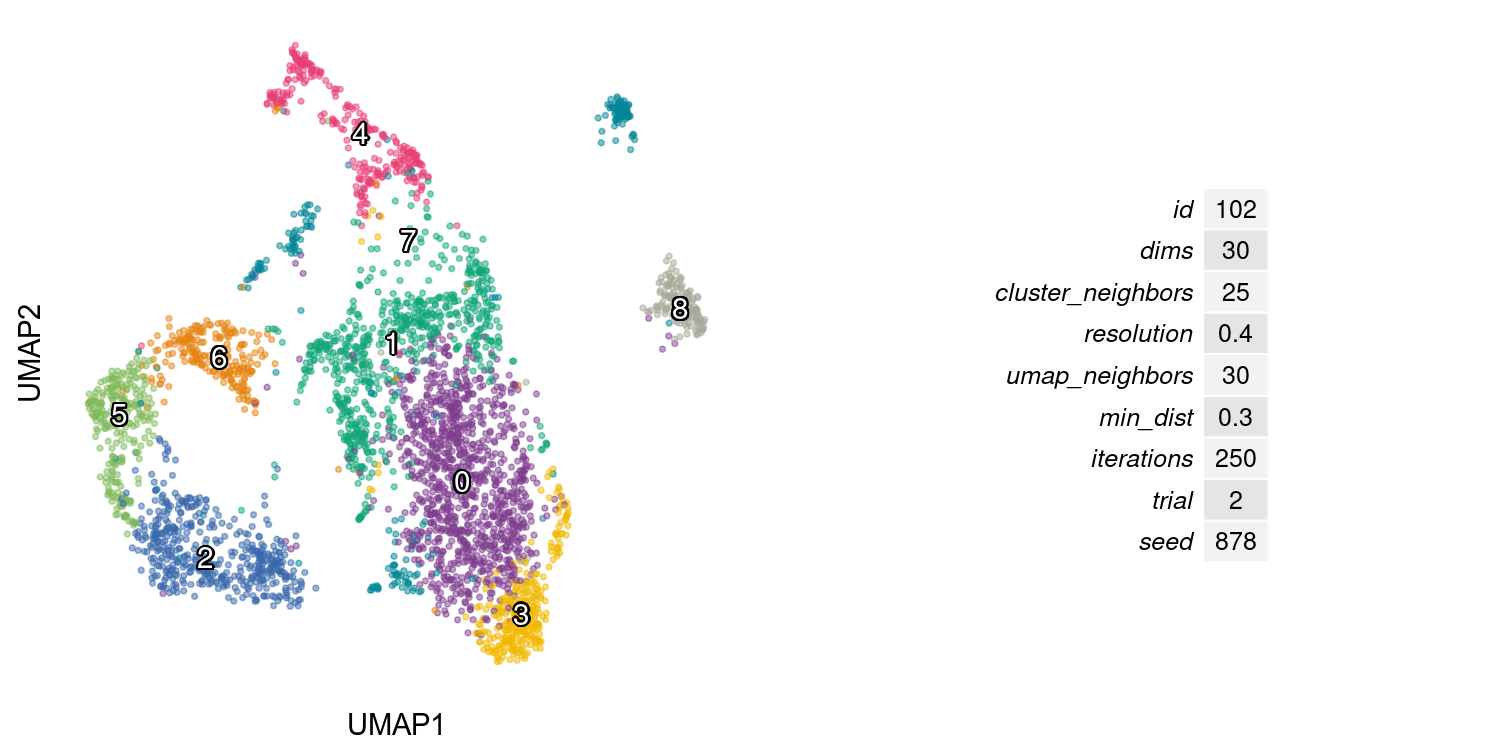 4
7
8
1
6
5
0
2
3
UMAP1
UMAP2
id 102
dims 30
cluster_neighbors 25
resolution 0.4
umap_neighbors 30
min_dist 0.3
iterations 250
trial 2
seed 878